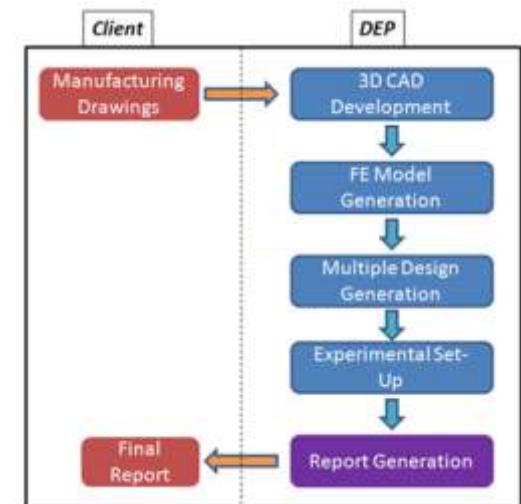 Client
DEP
Manufacturing
Drawings
3D CAD
Development
FE Model
Generation
Multiple Design
Generation
Experimental Set-
Up
Final
Report
Report Generation